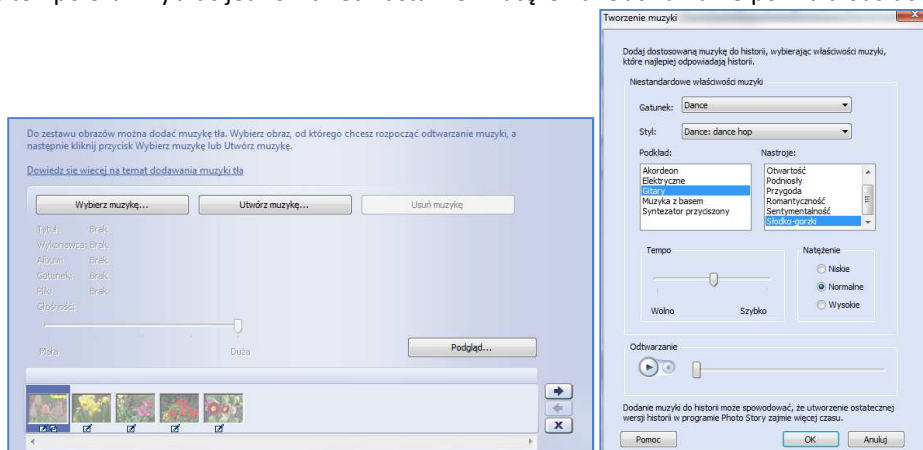 Tworzenie muzyki
Do zestawu obrazów można dodać muzykę tła. Wybierz obraz, od którego chcesz rozpocząć odtwarzanie muzyki, a
następnie kliknij przycisk Wybierz muzykę lub Utwórz muzykę.
Dowiedz się więcej na temat dodawania muzyki tła
Wybierz muzykę... Utwórz muzykę... Usuń muzykę
Tytuł: Brak
Wykonawca: Brak
Album: Brak
Gatunek: Brak
Plik: Brak
Głośność:
Mała Duża
Podgląd...
Dodaj dostosowaną muzykę do historii, wybierając właściwości muzyki,
które najlepiej odpowiadają historii.
Niestandardowe właściwości muzyki
Gatunek: Dance
Styl: Dance: dance hop
Podkład: Nastroje:
Akordeon
Elektryczne
Gitary
Muzyka z basem
Syntezator przyciszony
Otwartość
Podniosły
Przygoda
Romantyczność
Sentymentalność
Słodko-gorzki
Tempo
Wolno Szybko
Natężenie
Niskie
Normalne
Wysokie
Odtwarzanie
Dodanie muzyki do historii może spowodować, że utworzenie ostatecznej
wersji historii w programie Photo Story zajmie więcej czasu.
Pomoc OK Anuluj